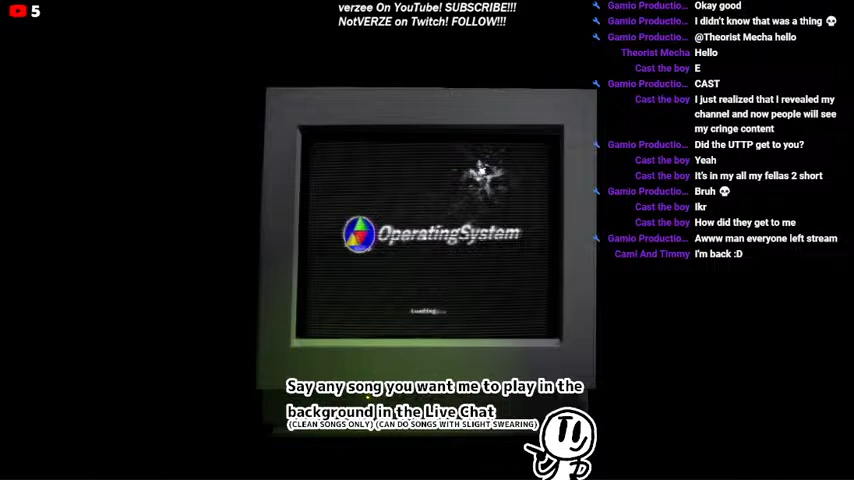 5
verzee On YouTube! SUBSCRIBE!!!
NotVERZE on Twitch! FOLLOW!!!
Gamio Productio... Okay good
Gamio Productio... I didn't know that was a thing 💀
Gamio Productio... @Theorist Mecha hello
Theorist Mecha Hello
Cast the boy E
Gamio Productio... CAST
Cast the boy I just realized that I revealed my
channel and now people will see
my cringe content
Gamio Productio... Did the UTTP get to you?
Cast the boy Yeah
Cast the boy It's in my all my fellas 2 short
Gamio Productio... Bruh 💀
Cast the boy Ikr
Cast the boy How did they get to me
Gamio Productio... Awww man everyone left stream
Cami And Timmy I'm back :D
OperatingSystem
Loading...
Say any song you want me to play in the
background in the Live Chat
(CLEAN SONGS ONLY) (CAN DO SONGS WITH SLIGHT SWEARING)